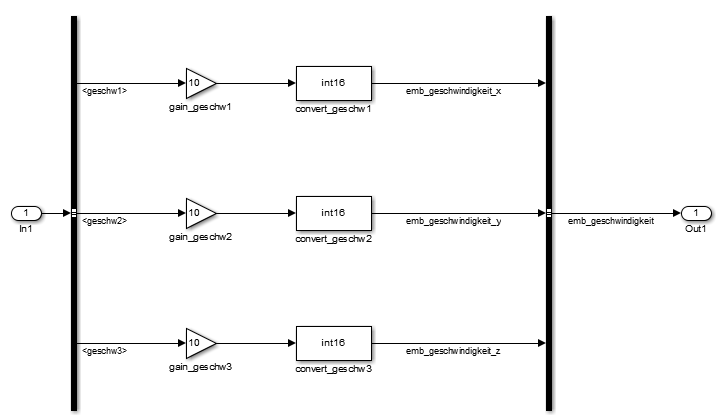 10
int16
<geschw1>
emb_geschwindigkeit_x
gain_geschw1
convert_geschw1
1
10
int16
1
In1
<geschw2>
emb_geschwindigkeit_y
emb_geschwindigkeit
Out1
gain_geschw2
convert_geschw2
10
int16
<geschw3>
emb_geschwindigkeit_z
gain_geschw3
convert_geschw3